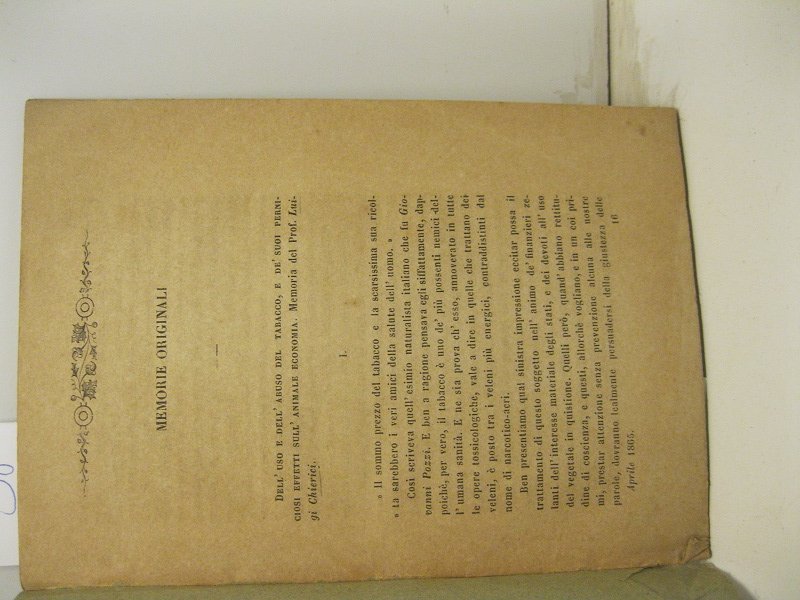 MEMORIE ORIGINALI
DELL' USO E DELL' ABUSO DEL TABACCO, E DE' SUOI PERNI-
CIOSI EFFETTI SULL' ANIMALE ECONOMIA. Memoria del Prof. Lui-
gi Chierici.
I.
« Il sommo prezzo del tabacco e la scarsissima sua ricol-
« ta sarebbero i veri amici della salute dell' uomo. »
Così scriveva quell' esimio naturalista italiano che fu Gio-
vanni Pozzi. E ben a ragione pensava egli siffattamente, dap-
poichè, per vero, il tabacco è uno de' più possenti nemici del-
l' umana sanità. E ne sia prova ch' esso, annoverato in tutte
le opere tossicologiche, vale a dire in quelle che trattano dei
veleni, è posto tra i veleni più energici, contraddistinti dal
nome di narcotico-acri.
Ben presentiamo qual sinistra impressione eccitar possa il
trattamento di questo soggetto nell' animo de' finanzieri ze-
lanti dell' interesse materiale degli stati, e dei devoti all' uso
del vegetale in quistione. Quelli però, quand' abbiano rettitu-
dine di coscienza, e questi, allorchè vogliano, e in un coi pri-
mi, prestar attenzione senza prevenzione alcuna alle nostre
parole, dovranno lealmente persuadersi della giustezza delle
Aprile 1865. 16